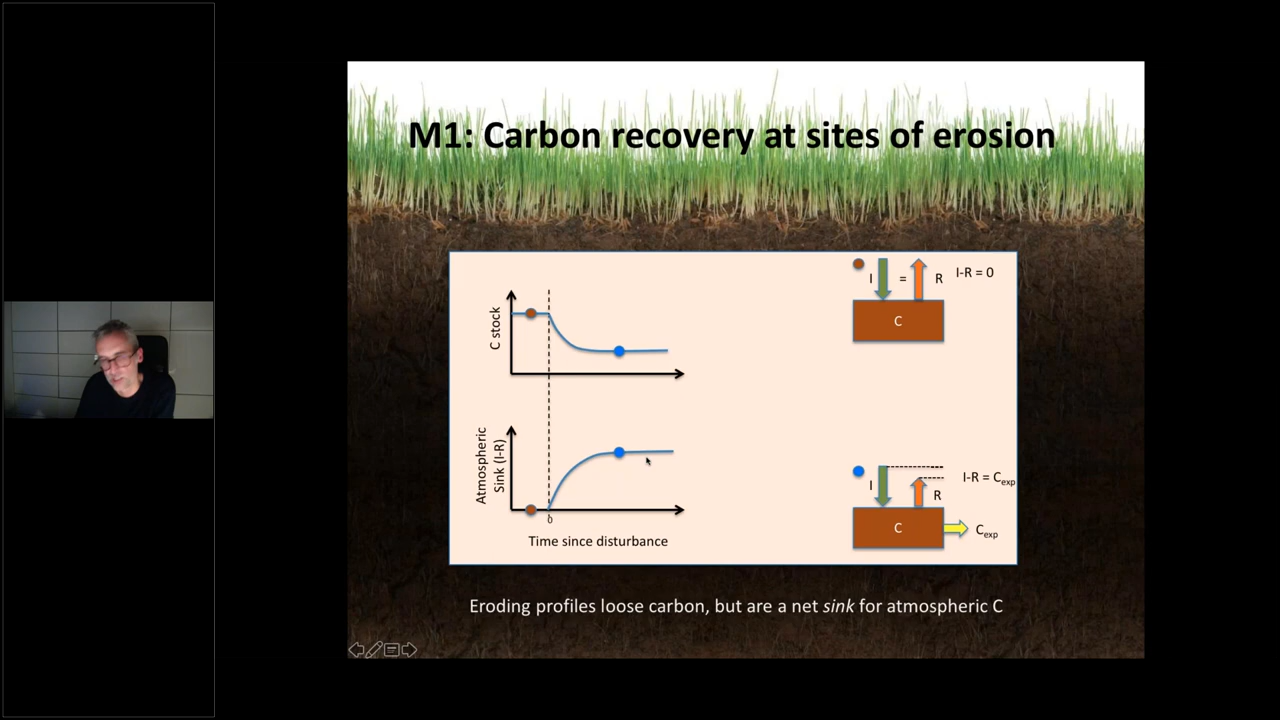 M1: Carbon recovery at sites of erosion
C stock
I = R I-R = 0
C
Atmospheric
Sink (I-R)
0
Time since disturbance
I R I-R = Cexp
C Cexp
Eroding profiles loose carbon, but are a net sink for atmospheric C